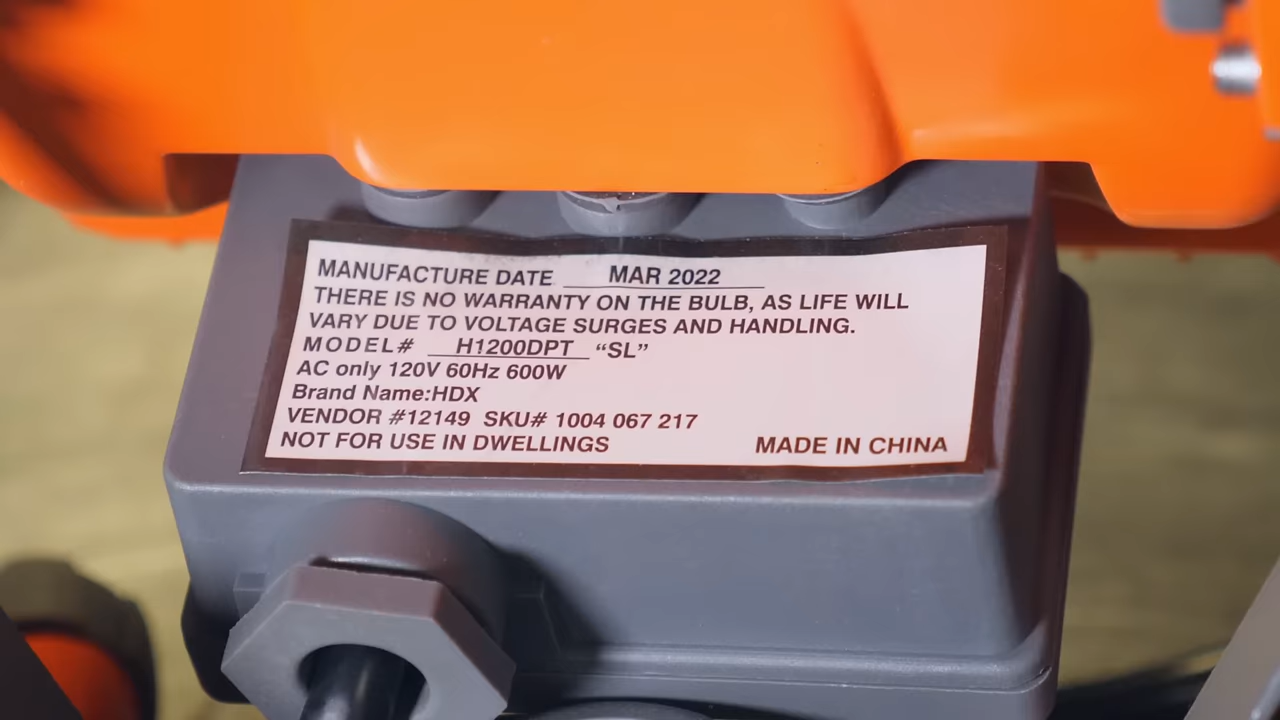 MANUFACTURE DATE MAR 2022
THERE IS NO WARRANTY ON THE BULB, AS LIFE WILL
VARY DUE TO VOLTAGE SURGES AND HANDLING.
MODEL# H1200DPT “SL”
AC only 120V 60Hz 600W
Brand Name:HDX
VENDOR #12149 SKU# 1004 067 217
NOT FOR USE IN DWELLINGS MADE IN CHINA